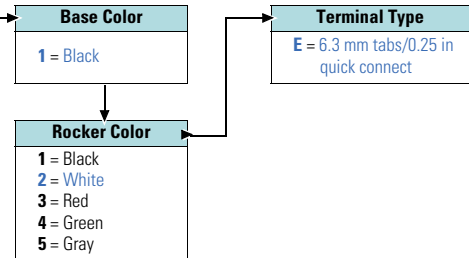 Base Color
1 = Black
Rocker Color
1 = Black
2 = White
3 = Red
4 = Green
5 = Gray
Terminal Type
E = 6.3 mm tabs/0.25 in
quick connect